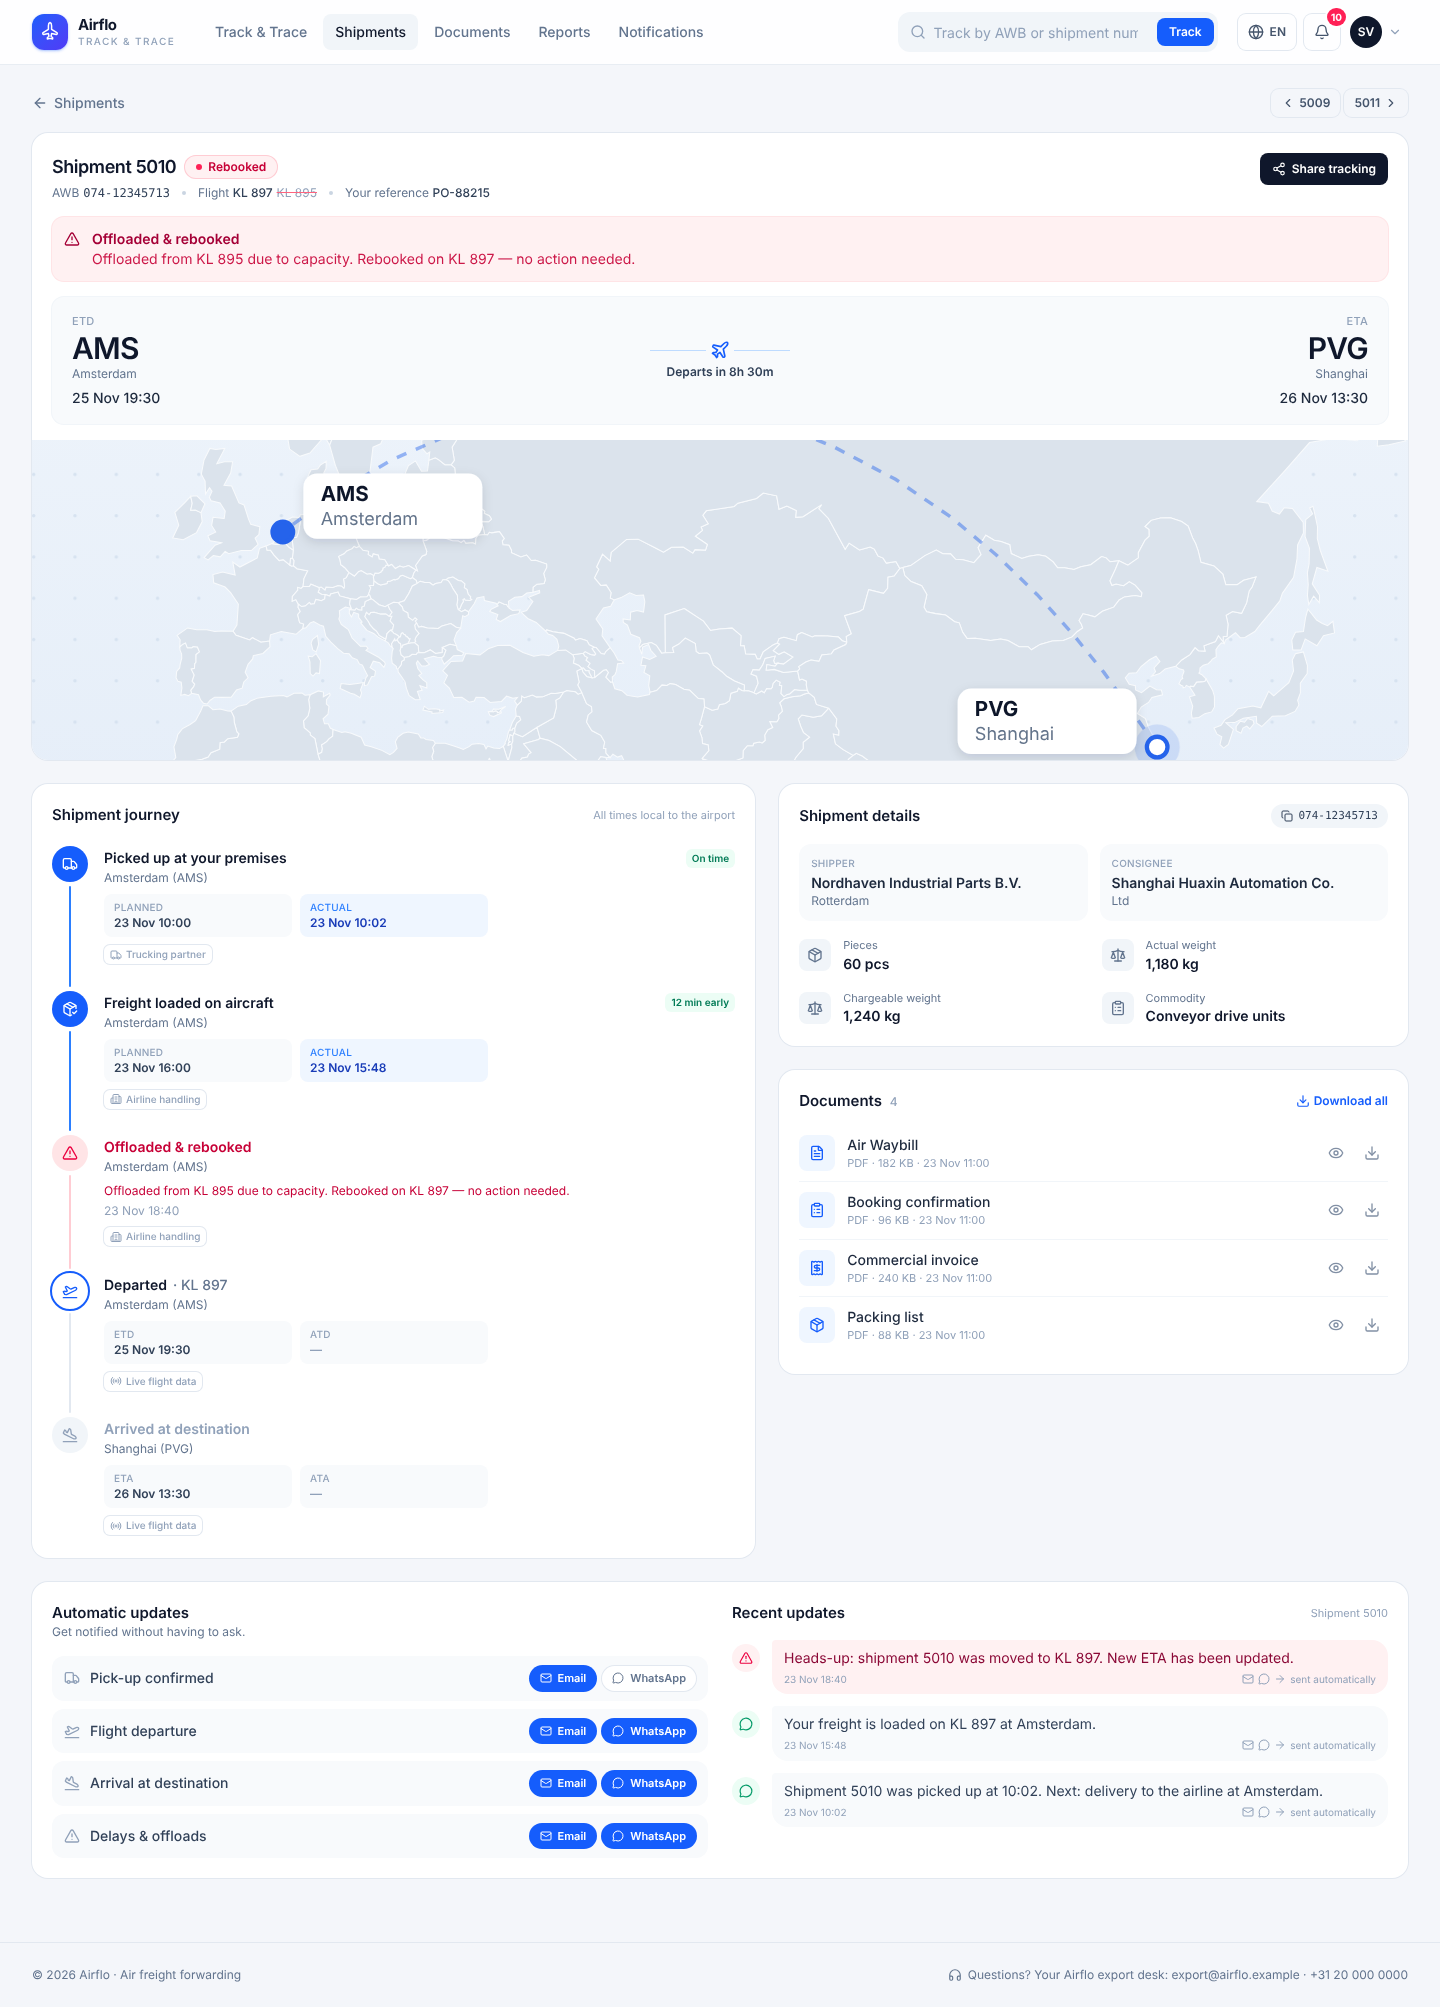 Airflo
TRACK & TRACE
Track & Trace
Shipments
Documents
Reports
Notifications
Track by AWB or shipment num
Track
EN
10
SV
Shipments
5009
5011
Shipment 5010
Rebooked
Share tracking
AWB 074-12345713 • Flight KL 897 KL 895 • Your reference PO-88215
Offloaded & rebooked
Offloaded from KL 895 due to capacity. Rebooked on KL 897 — no action needed.
ETD
AMS
Amsterdam
25 Nov 19:30
Departs in 8h 30m
ETA
PVG
Shanghai
26 Nov 13:30
AMS
Amsterdam
PVG
Shanghai
Shipment journey
All times local to the airport
Picked up at your premises
On time
Amsterdam (AMS)
PLANNED
23 Nov 10:00
ACTUAL
23 Nov 10:02
Trucking partner
Freight loaded on aircraft
12 min early
Amsterdam (AMS)
PLANNED
23 Nov 16:00
ACTUAL
23 Nov 15:48
Airline handling
Offloaded & rebooked
Amsterdam (AMS)
Offloaded from KL 895 due to capacity. Rebooked on KL 897 — no action needed.
23 Nov 18:40
Airline handling
Departed · KL 897
Amsterdam (AMS)
ETD
25 Nov 19:30
ATD
—
Live flight data
Arrived at destination
Shanghai (PVG)
ETA
26 Nov 13:30
ATA
—
Live flight data
Shipment details
074-12345713
SHIPPER
Nordhaven Industrial Parts B.V.
Rotterdam
CONSIGNEE
Shanghai Huaxin Automation Co.
Ltd
Pieces
60 pcs
Actual weight
1,180 kg
Chargeable weight
1,240 kg
Commodity
Conveyor drive units
Documents 4
Download all
Air Waybill
PDF · 182 KB · 23 Nov 11:00
Booking confirmation
PDF · 96 KB · 23 Nov 11:00
Commercial invoice
PDF · 240 KB · 23 Nov 11:00
Packing list
PDF · 88 KB · 23 Nov 11:00
Automatic updates
Get notified without having to ask.
Pick-up confirmed
Email
WhatsApp
Flight departure
Email
WhatsApp
Arrival at destination
Email
WhatsApp
Delays & offloads
Email
WhatsApp
Recent updates
Shipment 5010
Heads-up: shipment 5010 was moved to KL 897. New ETA has been updated.
23 Nov 18:40
sent automatically
Your freight is loaded on KL 897 at Amsterdam.
23 Nov 15:48
sent automatically
Shipment 5010 was picked up at 10:02. Next: delivery to the airline at Amsterdam.
23 Nov 10:02
sent automatically
© 2026 Airflo · Air freight forwarding
Questions? Your Airflo export desk: export@airflo.example · +31 20 000 0000